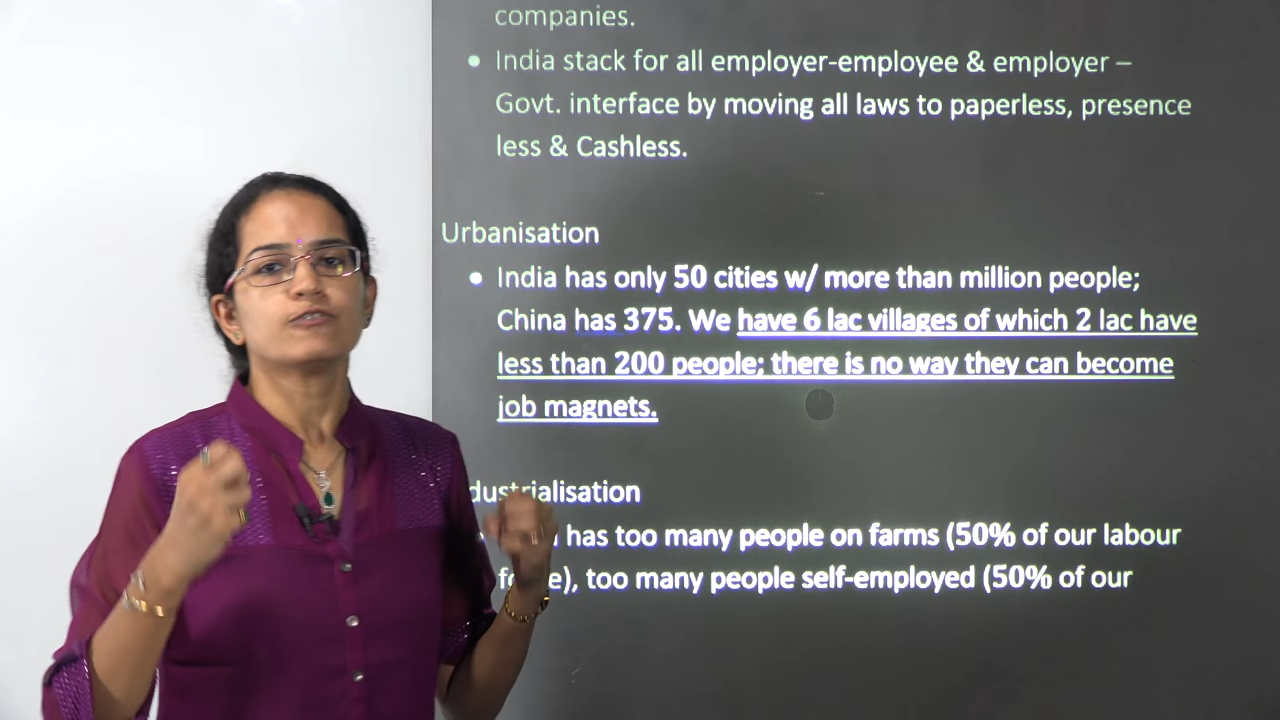 companies.
• India stack for all employer-employee & employer –
Govt. interface by moving all laws to paperless, presence
less & Cashless.
Urbanisation
• India has only 50 cities w/ more than million people;
China has 375. We have 6 lac villages of which 2 lac have
less than 200 people; there is no way they can become
job magnets.
dustrialisation
has too many people on farms (50% of our labour
too many people self-employed (50% of our